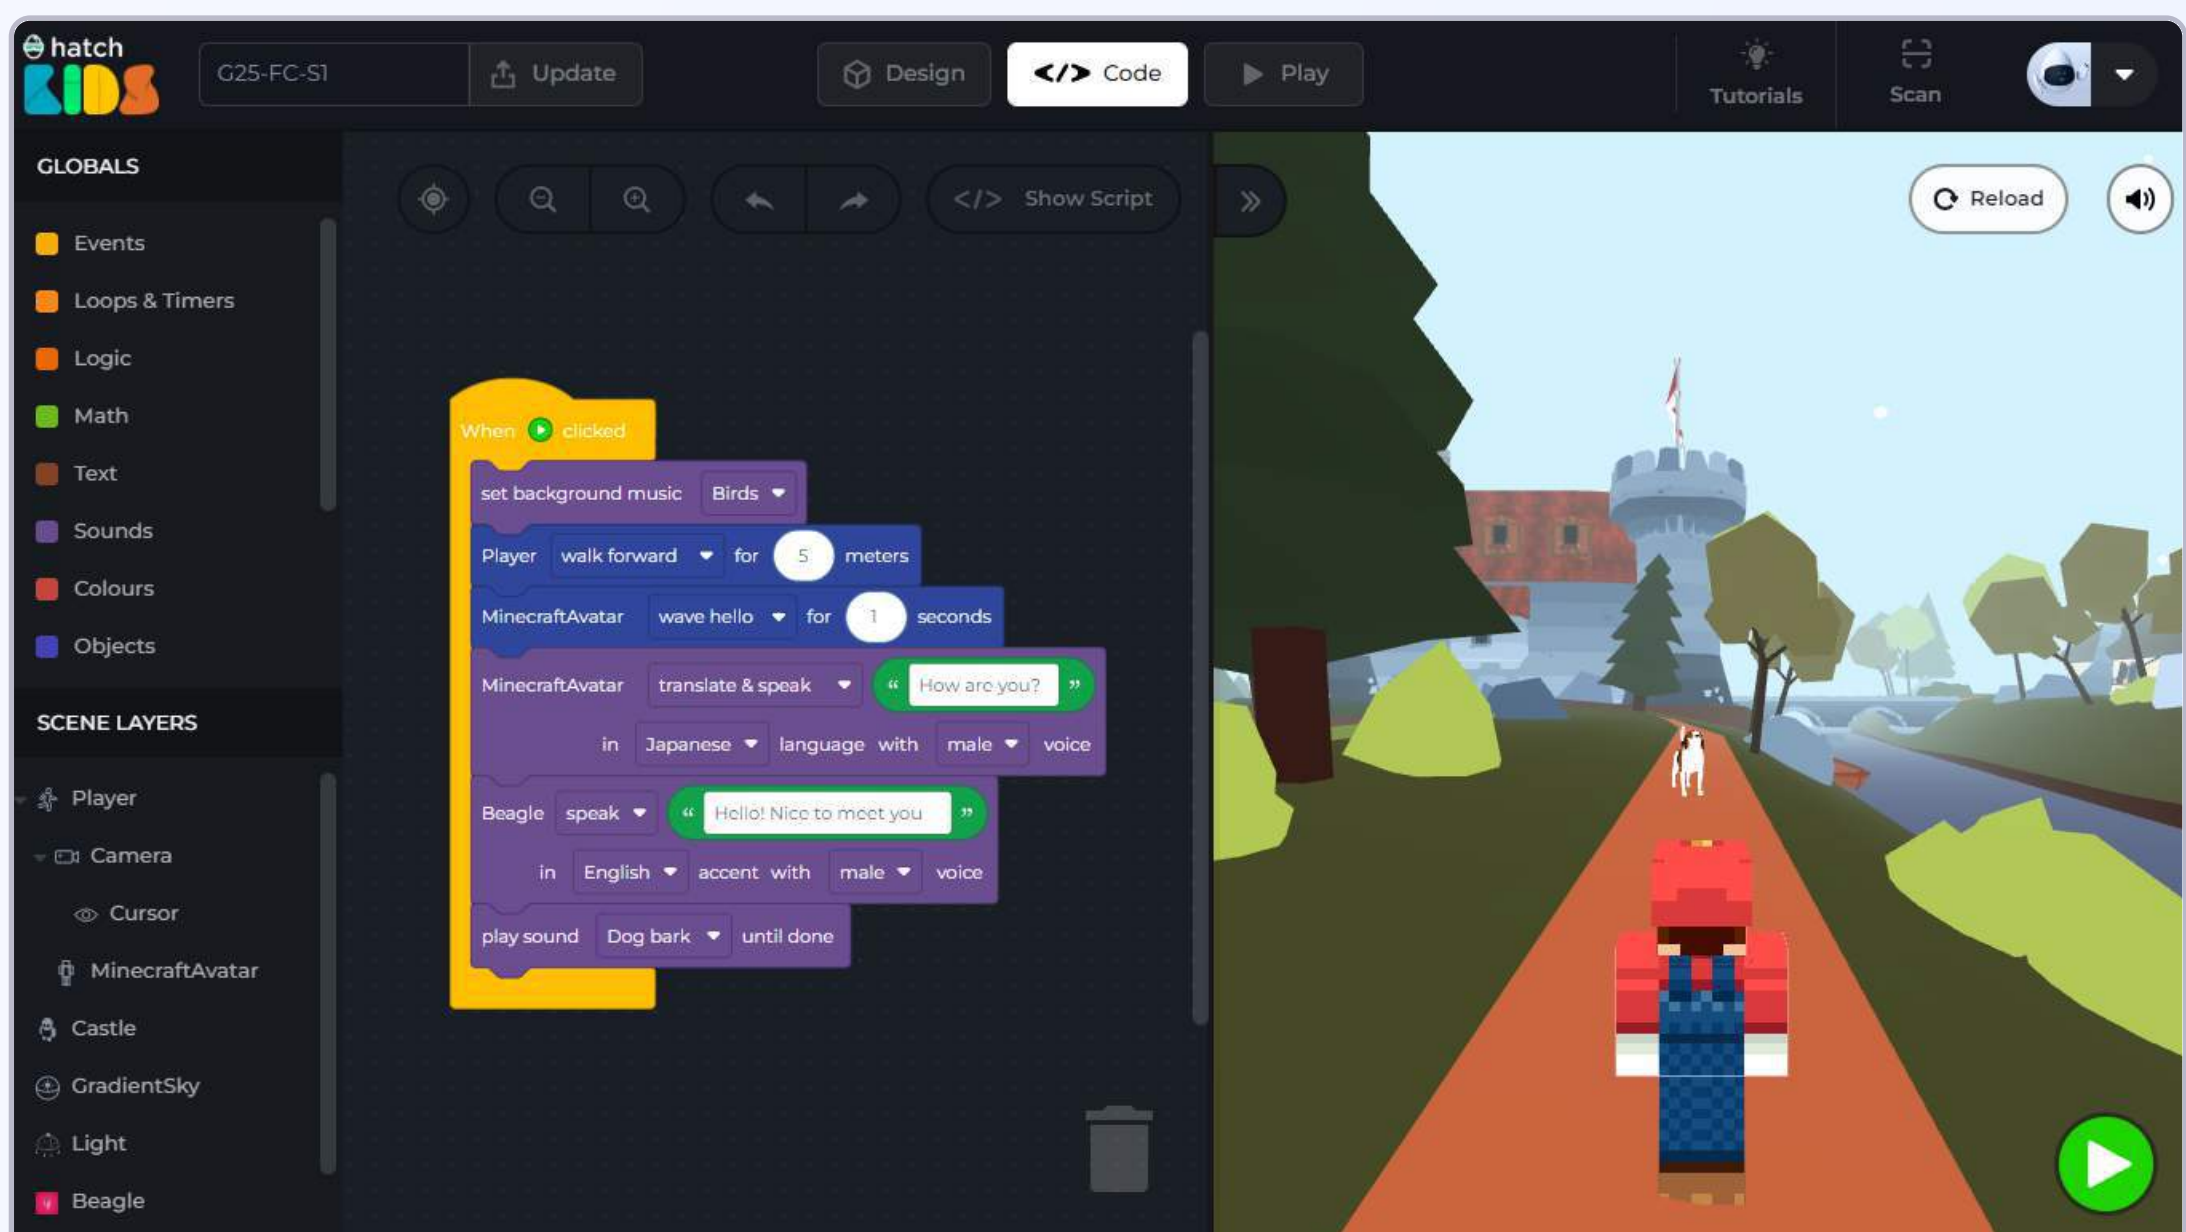 hatch
KIDS
G25-FC-S1
Update
Design
</> Code
Play
Tutorials
Scan
GLOBALS
Events
Loops & Timers
Logic
Math
Text
Sounds
Colours
Objects
SCENE LAYERS
Player
Camera
Cursor
MinecraftAvatar
Castle
GradientSky
Light
Beagle
</> Show Script
When clicked
set background music Birds
Player walk forward for 5 meters
MinecraftAvatar wave hello for 1 seconds
MinecraftAvatar translate & speak “ How are you? ”
in Japanese language with male voice
Beagle speak “ Hello! Nice to meet you ”
in English accent with male voice
play sound Dog bark until done
Reload